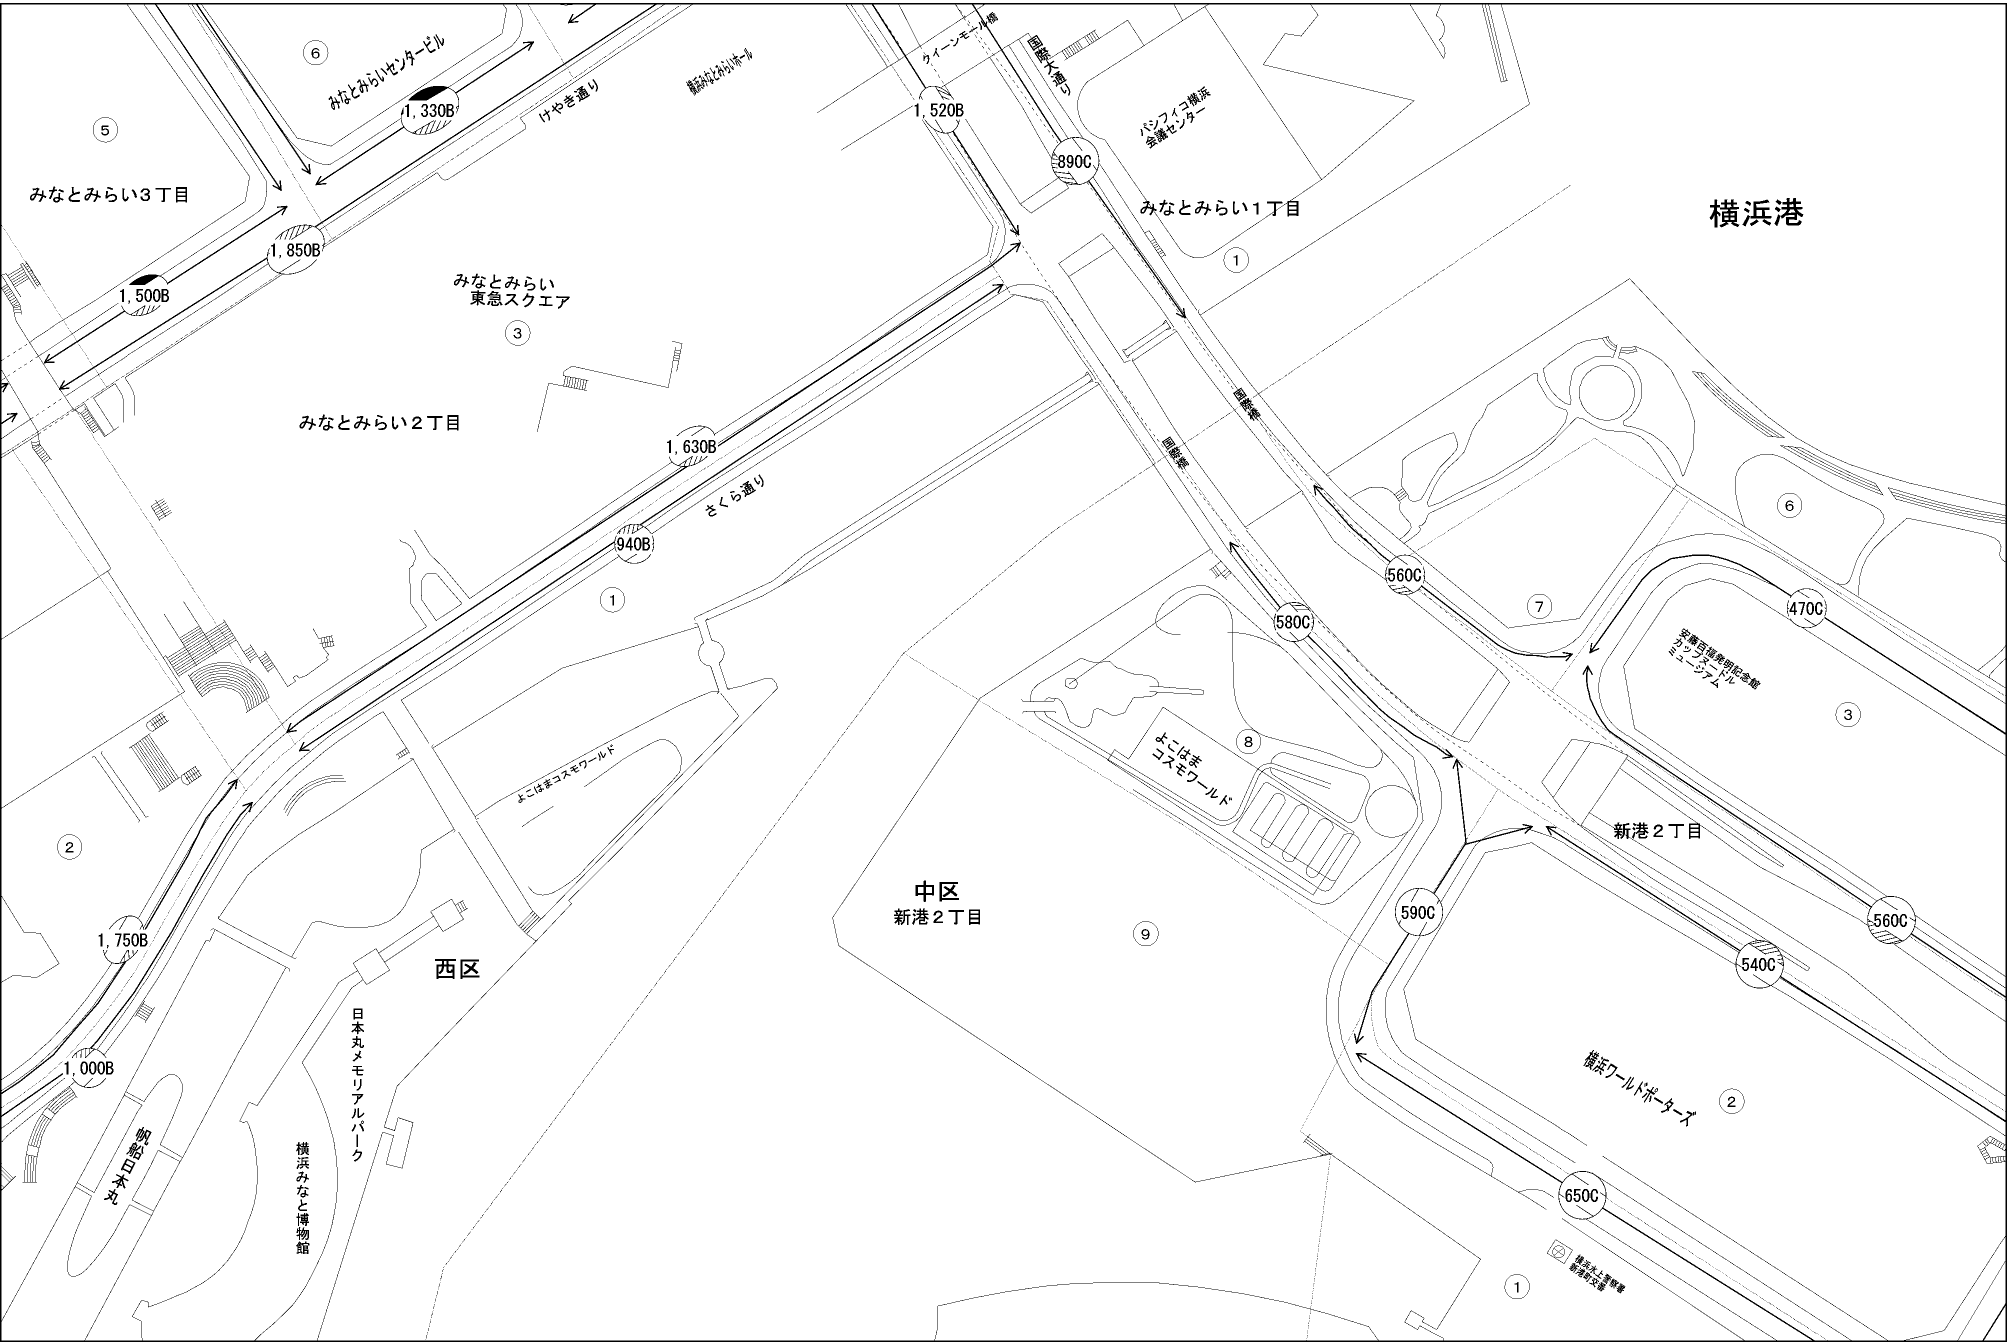 ⑥
みなとみらいセンタービル
1,330B
けやき通り
横浜みなとみらいホール
クイーンモール橋
国際大通り
1,520B
890C
パシフィコ横浜
会議センター
⑤
みなとみらい3丁目
みなとみらい1丁目
横浜港
1,850B
①
1,500B
みなとみらい
東急スクエア
③
みなとみらい2丁目
国際橋
国際橋
1,630B
さくら通り
940B
①
⑥
560C
⑦
470C
580C
安藤百福発明記念館
カップヌードル
ミュージアム
③
⑧
よこはま
コスモワールド
よこはまコスモワールド
新港2丁目
②
中区
新港2丁目
590C
560C
⑨
1,750B
西区
540C
日本丸メモリアルパーク
1,000B
横浜ワールドポーターズ
②
帆船日本丸
横浜みなと博物館
650C
横浜水上警察署
新港町交番
①